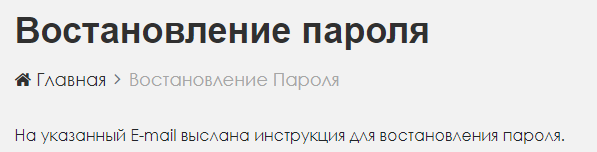 Востановление пароля
Главная > Востановление Пароля
На указанный E-mail выслана инструкция для востановления пароля.